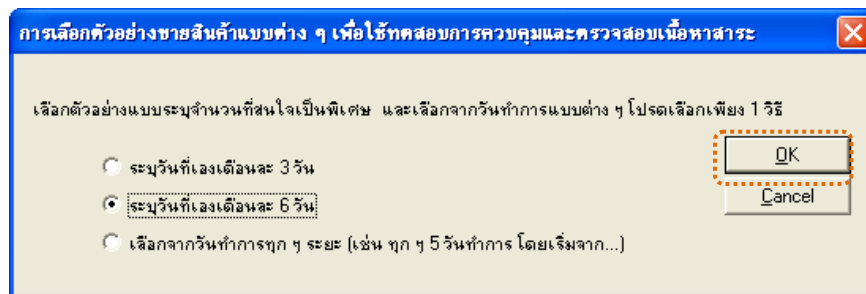 การเลือกตัวอย่างขายสินค้าแบบต่าง ๆ เพื่อใช้ทดสอบการควบคุมและตรวจสอบเนื้อหาสาระ
เลือกตัวอย่างแบบระบุจำนวนที่สนใจเป็นพิเศษ และเลือกจากวันทำการแบบต่าง ๆ โปรดเลือกเพียง 1 วิธี
OK
ระบุวันที่เองเดือนละ 3 วัน
Cancel
ระบุวันที่เองเดือนละ 6 วัน
เลือกจากวันทำการทุก ๆ ระยะ (เช่น ทุก ๆ 5 วันทำการ โดยเริ่มจาก...)